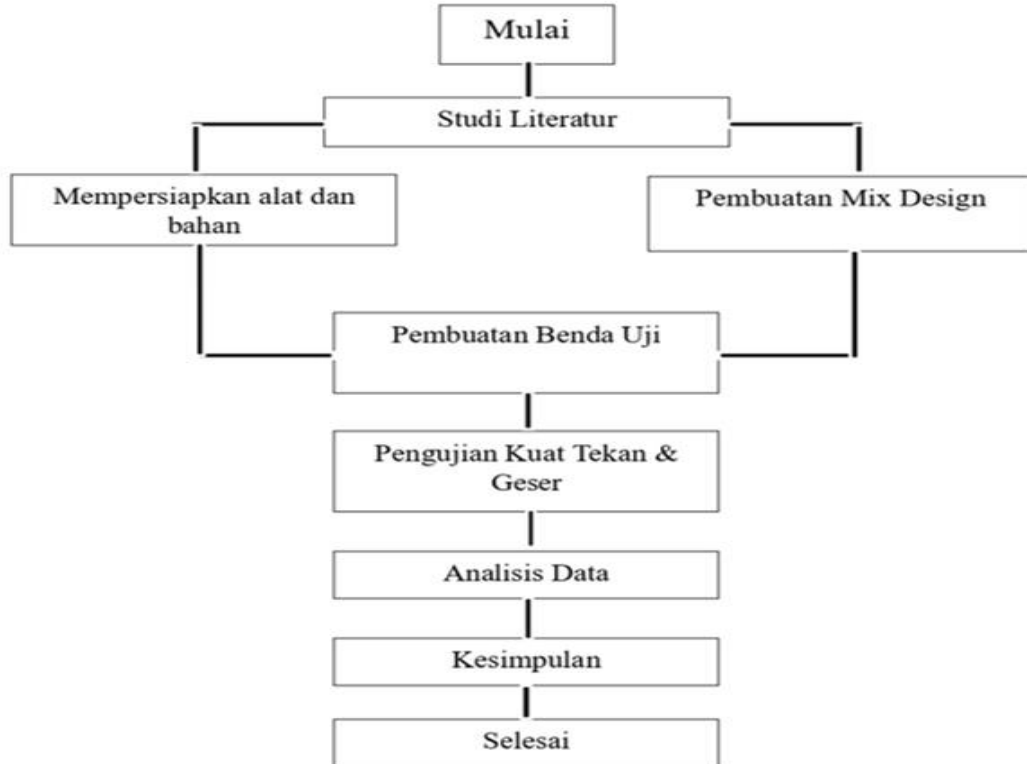 Mulai
Studi Literatur
Mempersiapkan alat dan
bahan
Pembuatan Mix Design
Pembuatan Benda Uji
Pengujian Kuat Tekan &
Geser
Analisis Data
Kesimpulan
Selesai